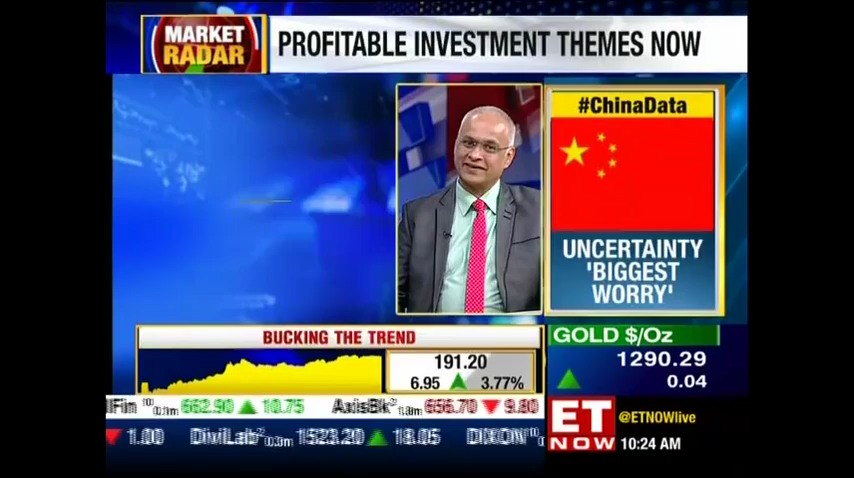 MARKET
RADAR
PROFITABLE INVESTMENT THEMES NOW
#ChinaData
UNCERTAINTY
'BIGGEST
WORRY'
BUCKING THE TREND
191.20
6.95 3.77%
GOLD $/Oz
1290.29
0.04
662.90 10.75 AxisBk 656.70 9.80
1.00 DiviLab 1523.20 18.05 DIXON
ET
NOW
@ETNOWlive
10:24 AM